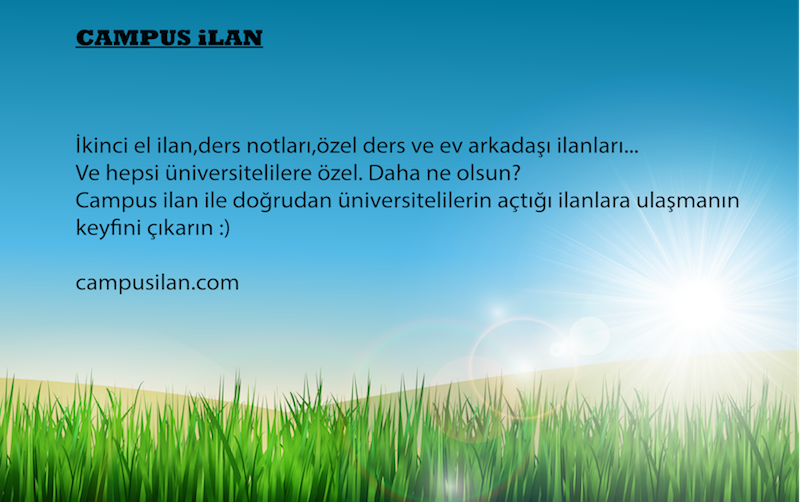 CAMPUS iLAN
İkinci el ilan,ders notları,özel ders ve ev arkadaşı ilanları...
Ve hepsi üniversitelilere özel. Daha ne olsun?
Campus ilan ile doğrudan üniversitelilerin açtığı ilanlara ulaşmanın
keyfini çıkarın :)
campusilan.com